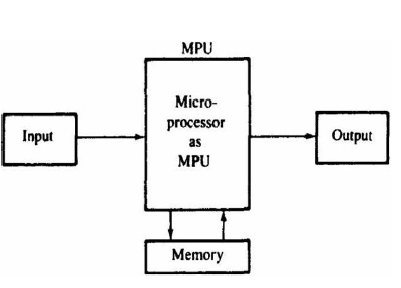 MPU
Micro-
processor
as
MPU
Input
Output
Memory